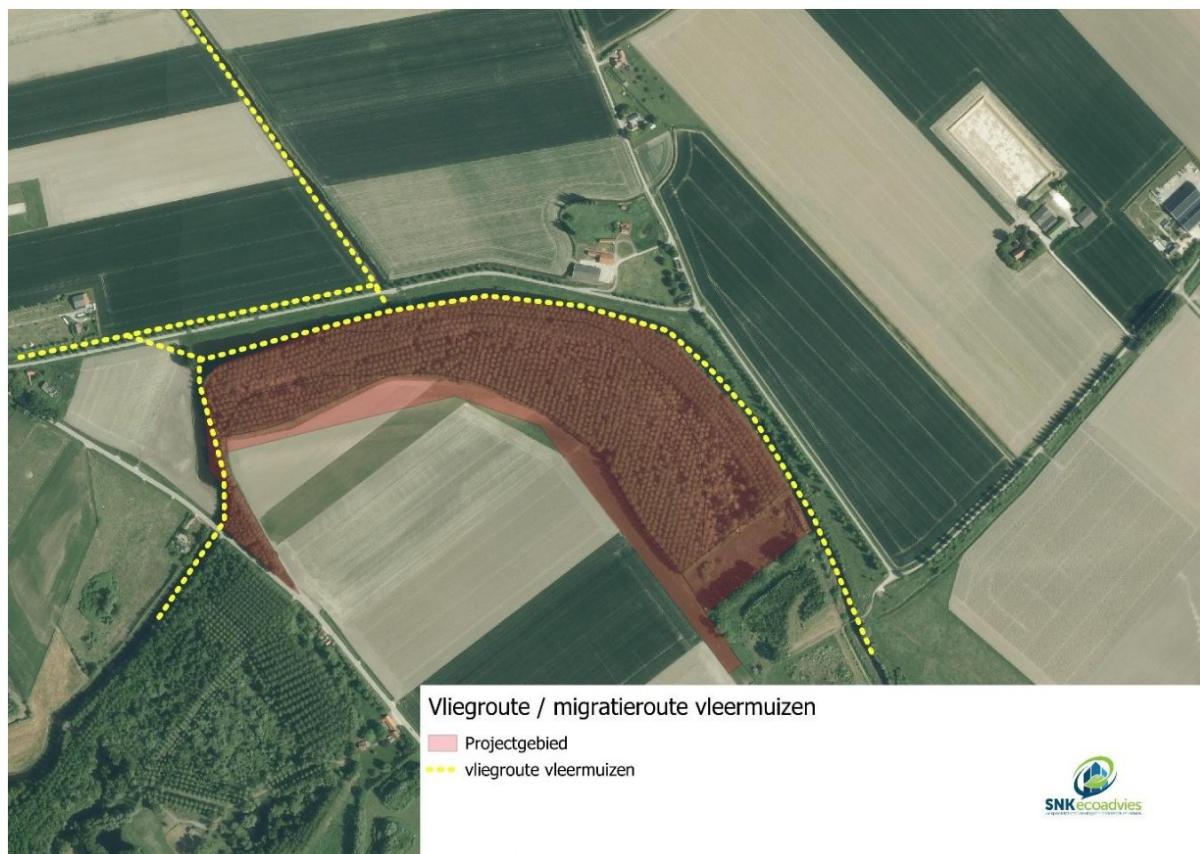 Vliegroute / migratieroute vleermuizen
Projectgebied
vliegroute vleermuizen
SNKecoadvies